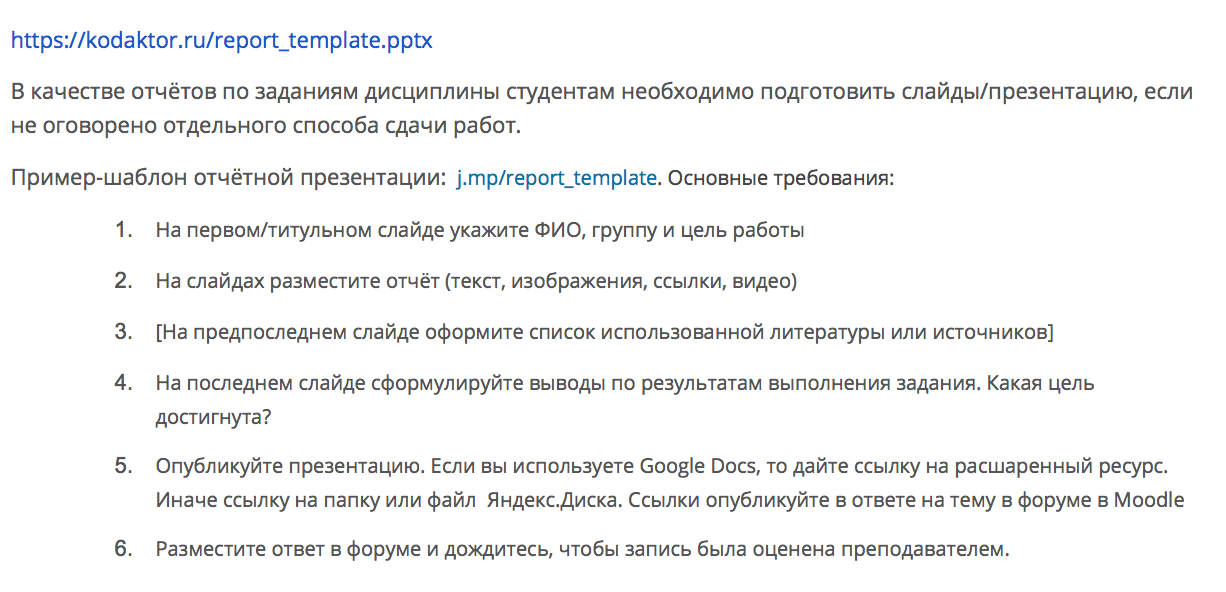 https://kodaktor.ru/report_template.pptx
В качестве отчётов по заданиям дисциплины студентам необходимо подготовить слайды/презентацию, если
не оговорено отдельного способа сдачи работ.
Пример-шаблон отчётной презентации: j.mp/report_template. Основные требования:
1. На первом/титульном слайде укажите ФИО, группу и цель работы
2. На слайдах разместите отчёт (текст, изображения, ссылки, видео)
3. [На предпоследнем слайде оформите список использованной литературы или источников]
4. На последнем слайде сформулируйте выводы по результатам выполнения задания. Какая цель
достигнута?
5. Опубликуйте презентацию. Если вы используете Google Docs, то дайте ссылку на расшаренный ресурс.
Иначе ссылку на папку или файл Яндекс.Диска. Ссылки опубликуйте в ответе на тему в форуме в Moodle
6. Разместите ответ в форуме и дождитесь, чтобы запись была оценена преподавателем.